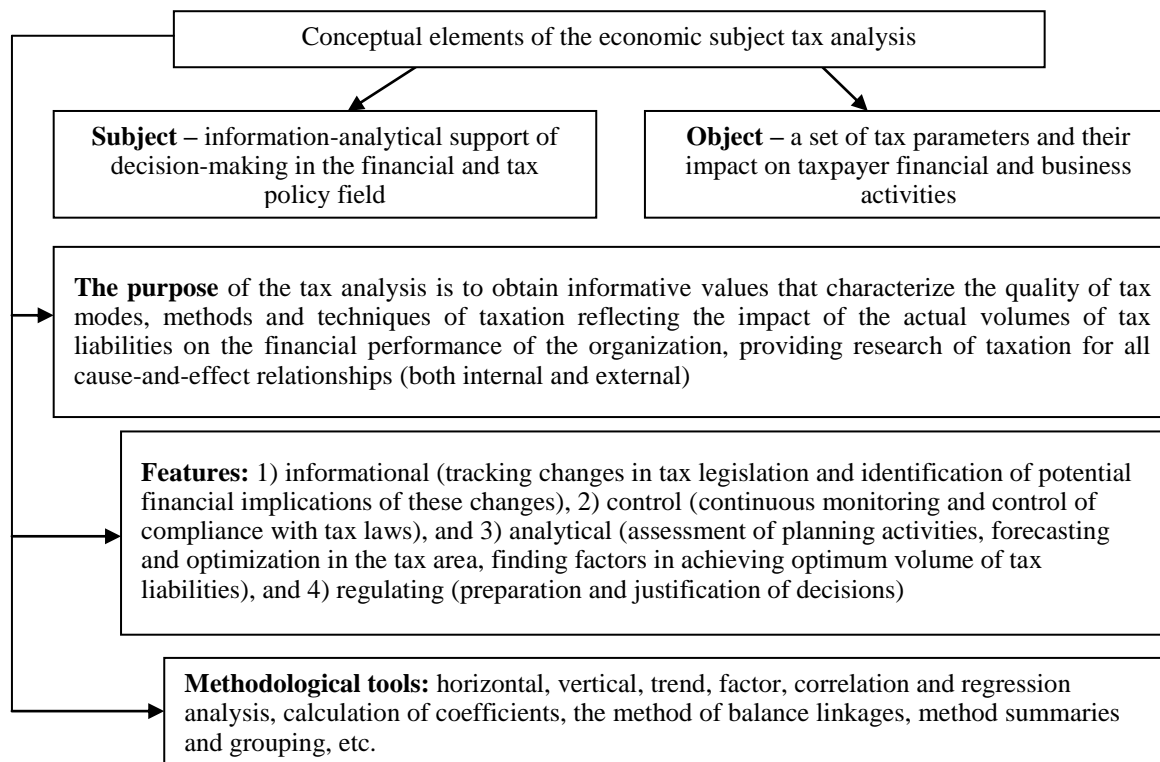 Conceptual elements of the economic subject tax analysis
Subject – information-analytical support of
decision-making in the financial and tax
policy field
Object – a set of tax parameters and their
impact on taxpayer financial and business
activities
The purpose of the tax analysis is to obtain informative values that characterize the quality of tax
modes, methods and techniques of taxation reflecting the impact of the actual volumes of tax
liabilities on the financial performance of the organization, providing research of taxation for all
cause-and-effect relationships (both internal and external)
Features: 1) informational (tracking changes in tax legislation and identification of potential
financial implications of these changes), 2) control (continuous monitoring and control of
compliance with tax laws), and 3) analytical (assessment of planning activities, forecasting
and optimization in the tax area, finding factors in achieving optimum volume of tax
liabilities), and 4) regulating (preparation and justification of decisions)
Methodological tools: horizontal, vertical, trend, factor, correlation and regression
analysis, calculation of coefficients, the method of balance linkages, method summaries
and grouping, etc.